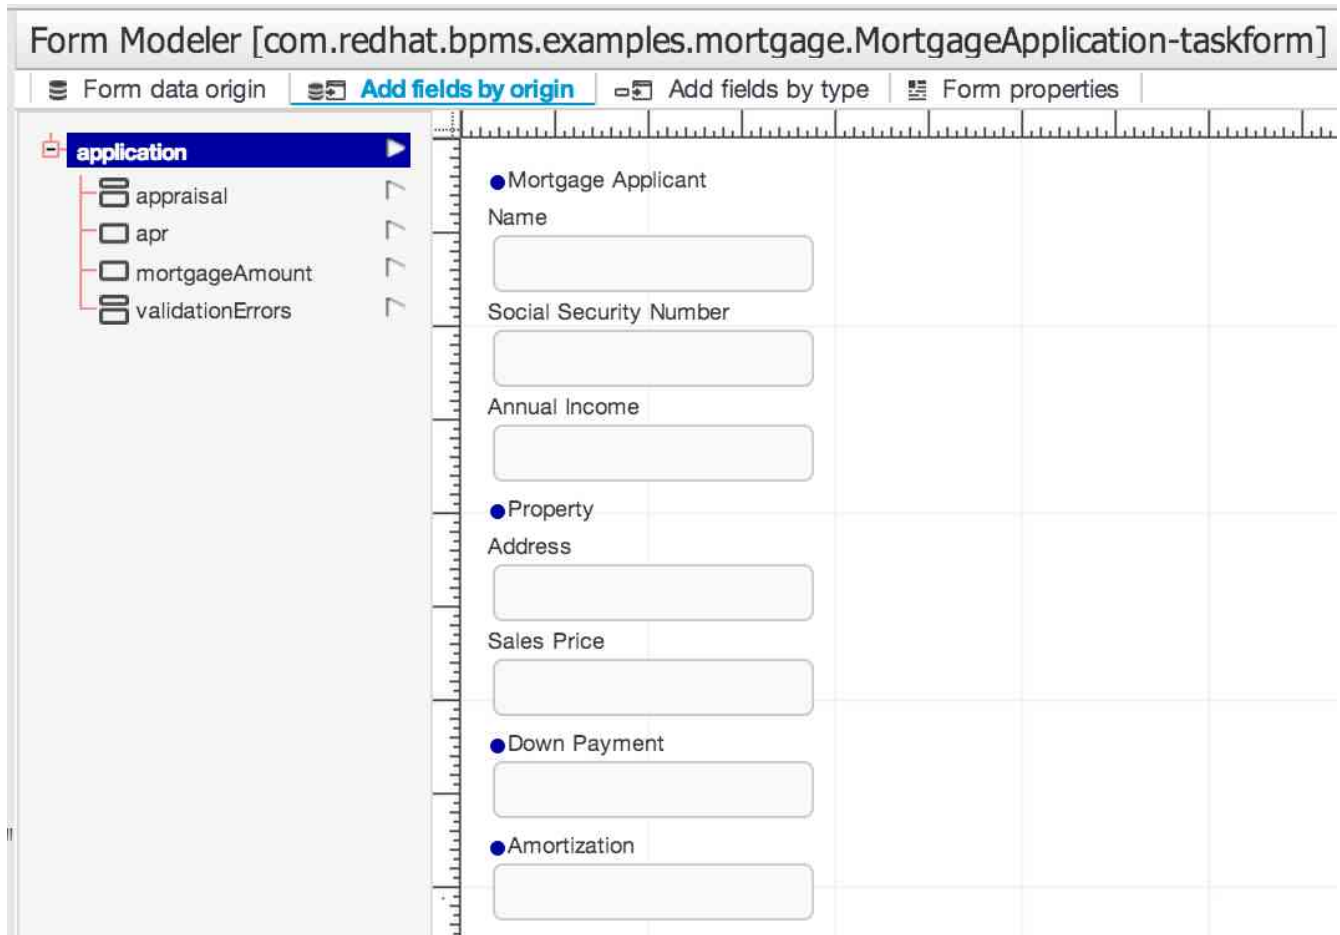 Form Modeler [com.redhat.bpms.examples.mortgage.MortgageApplication-taskform]
Form data origin Add fields by origin Add fields by type Form properties
application
appraisal
apr
mortgageAmount
validationErrors
Mortgage Applicant
Name
Social Security Number
Annual Income
Property
Address
Sales Price
Down Payment
Amortization